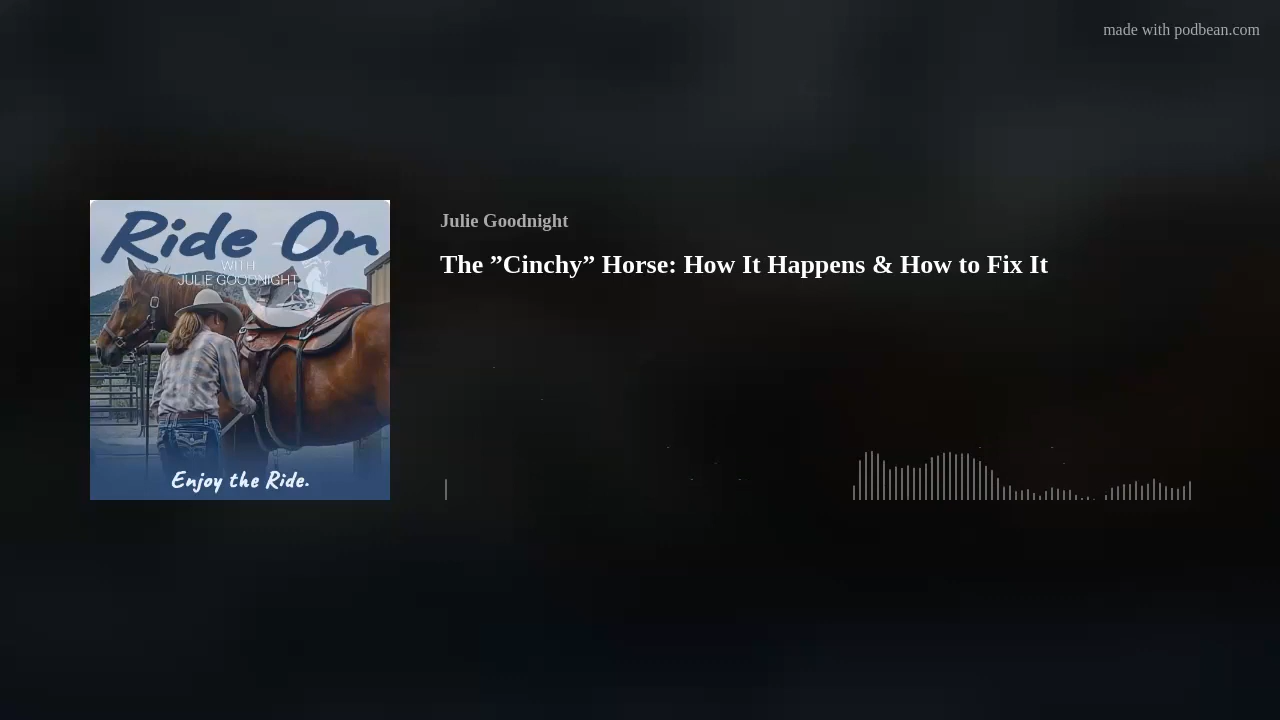 made with podbean.com
Ride On
WITH
JULIE GOODNIGHT
Enjoy the Ride.
Julie Goodnight
The ”Cinchy” Horse: How It Happens & How to Fix It